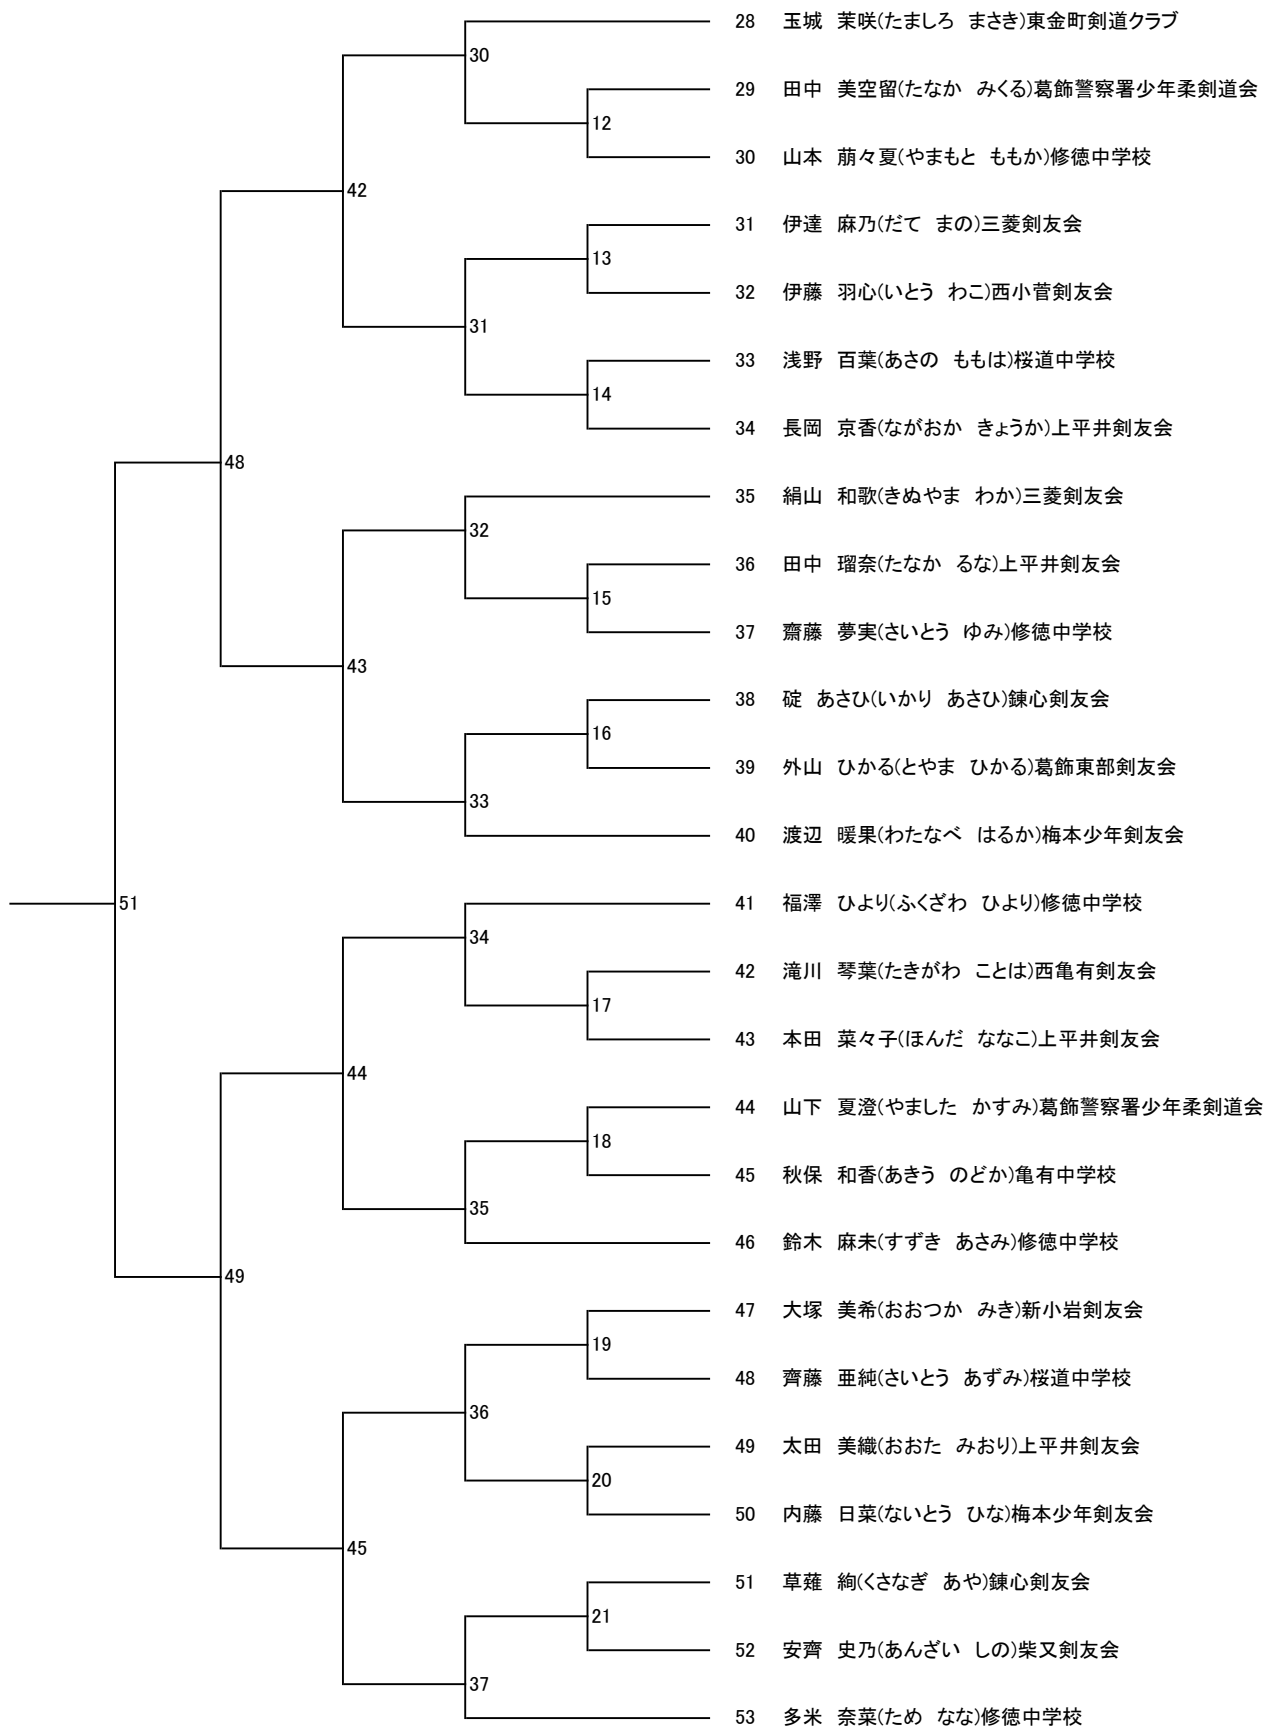 28 玉城 茉咲(たましろ まさき)東金町剣道クラブ
30
29 田中 美空留(たなか みくる)葛飾警察署少年柔剣道会
12
30 山本 萠々夏(やまもと ももか)修徳中学校
42
31 伊達 麻乃(だて まの)三菱剣友会
13
32 伊藤 羽心(いとう わこ)西小菅剣友会
31
33 浅野 百葉(あさの ももは)桜道中学校
14
34 長岡 京香(ながおか きょうか)上平井剣友会
48
35 絹山 和歌(きぬやま わか)三菱剣友会
32
36 田中 瑠奈(たなか るな)上平井剣友会
15
37 齋藤 夢実(さいとう ゆみ)修徳中学校
43
38 碇 あさひ(いかり あさひ)錬心剣友会
16
39 外山 ひかる(とやま ひかる)葛飾東部剣友会
33
40 渡辺 暖果(わたなべ はるか)梅本少年剣友会
51
41 福澤 ひより(ふくざわ ひより)修徳中学校
34
42 滝川 琴葉(たきがわ ことは)西亀有剣友会
17
43 本田 菜々子(ほんだ ななこ)上平井剣友会
44
44 山下 夏澄(やました かすみ)葛飾警察署少年柔剣道会
18
45 秋保 和香(あきう のどか)亀有中学校
35
46 鈴木 麻未(すずき あさみ)修徳中学校
49
47 大塚 美希(おおつか みき)新小岩剣友会
19
48 齊藤 亜純(さいとう あずみ)桜道中学校
36
49 太田 美織(おおた みおり)上平井剣友会
20
50 内藤 日菜(ないとう ひな)梅本少年剣友会
45
51 草薙 絢(くさなぎ あや)錬心剣友会
21
52 安齊 史乃(あんざい しの)柴又剣友会
37
53 多米 奈菜(ため なな)修徳中学校